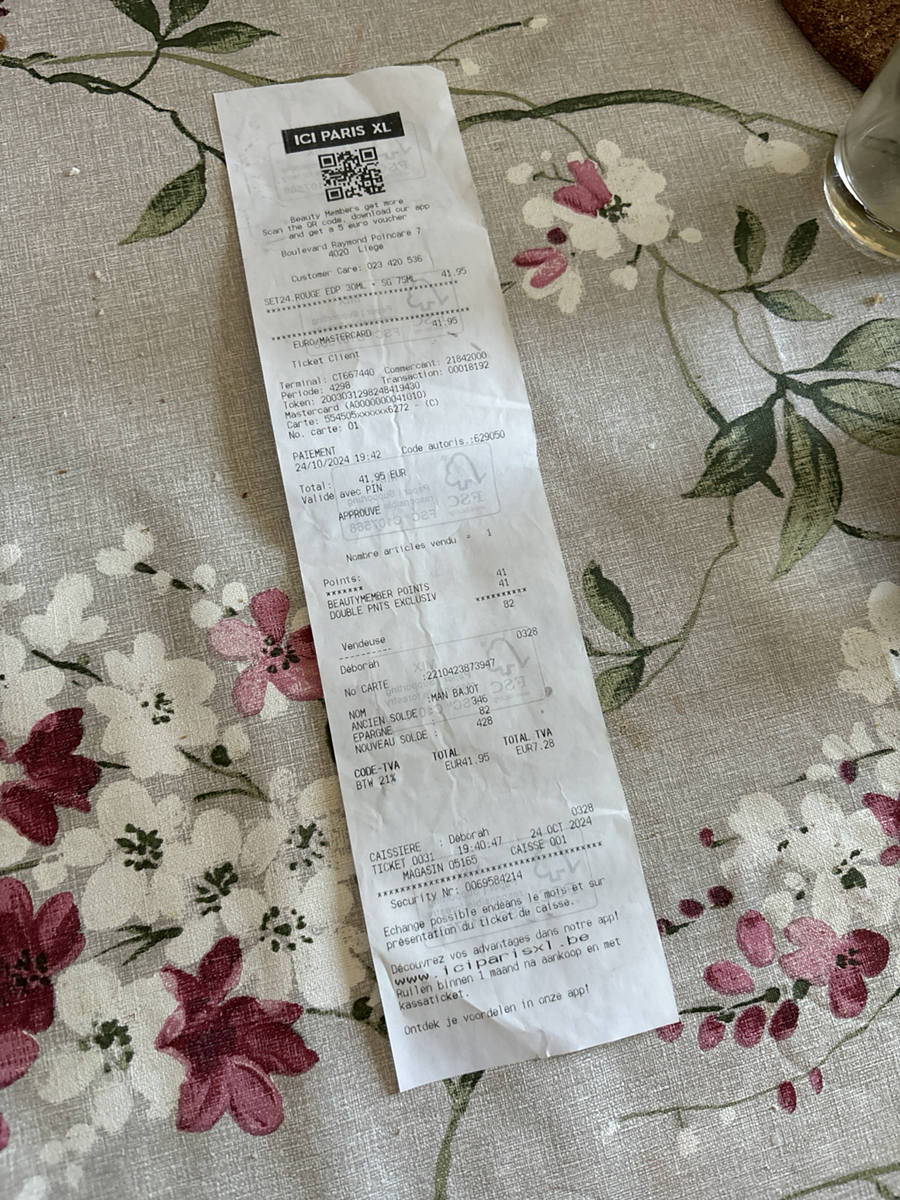 ICI PARIS XL
Beauty Members get more
Scan the QR code, download our app
and get a 5 euro voucher
Boulevard Raymond Poincare 7
4020 Liege
Customer Care: 023 420 536
SET24.ROUGE EDP 30ML + SG 75ML 41.95
**********************************
**********************************
EURO/MASTERCARD 41.95
Ticket Client
Terminal: CT667440 Commercant: 21842000
Periode: 4298 Transaction: 00018192
Token: 2000331298248419430
Mastercard (A0000000041010)
Carte: 554505xxxxxx6272 - (C)
No. carte: 01
PAIEMENT
24/10/2024 19:42 Code autoris.:629050
Total: 41,95 EUR
Validé avec PIN
APPROUVE
Nombre articles vendu = 1
Points:
*******
BEAUTYMEMBER POINTS 41
DOUBLE PNTS EXCLUSIV 41
*********
82
Vendeuse
----------
Déborah 0328
No CARTE :2210423873947
NOM :MAN BAJOT
ANCIEN SOLDE : 346
EPARGNE : 82
NOUVEAU SOLDE : 428
CODE-TVA TOTAL TOTAL TVA
BTW 21% EUR41.95 EUR7.28
CAISSIERE : Déborah 0328
TICKET 0031 19:40:47 24 OCT 2024
MAGASIN 05165 CAISSE 001
**********************************
Security Nr: 0069584214
Echange possible endéans le mois et sur
présentation du ticket de caisse.
Découvrez vos advantages dans notre app!
www.iciparisxl.be
Ruilen binnen 1 maand na aankoop en met
kassaticket.
Ontdek je voordelen in onze app!